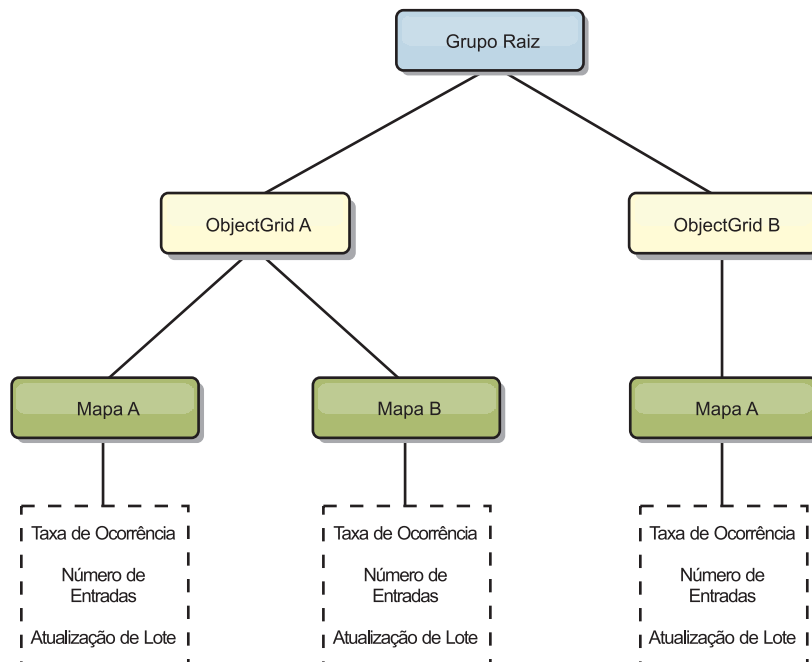 Grupo Raiz
ObjectGrid A
ObjectGrid B
Mapa A
Mapa B
Mapa A
Taxa de Ocorrência
Número de
Entradas
Atualização de Lote
Taxa de Ocorrência
Número de
Entradas
Atualização de Lote
Taxa de Ocorrência
Número de
Entradas
Atualização de Lote